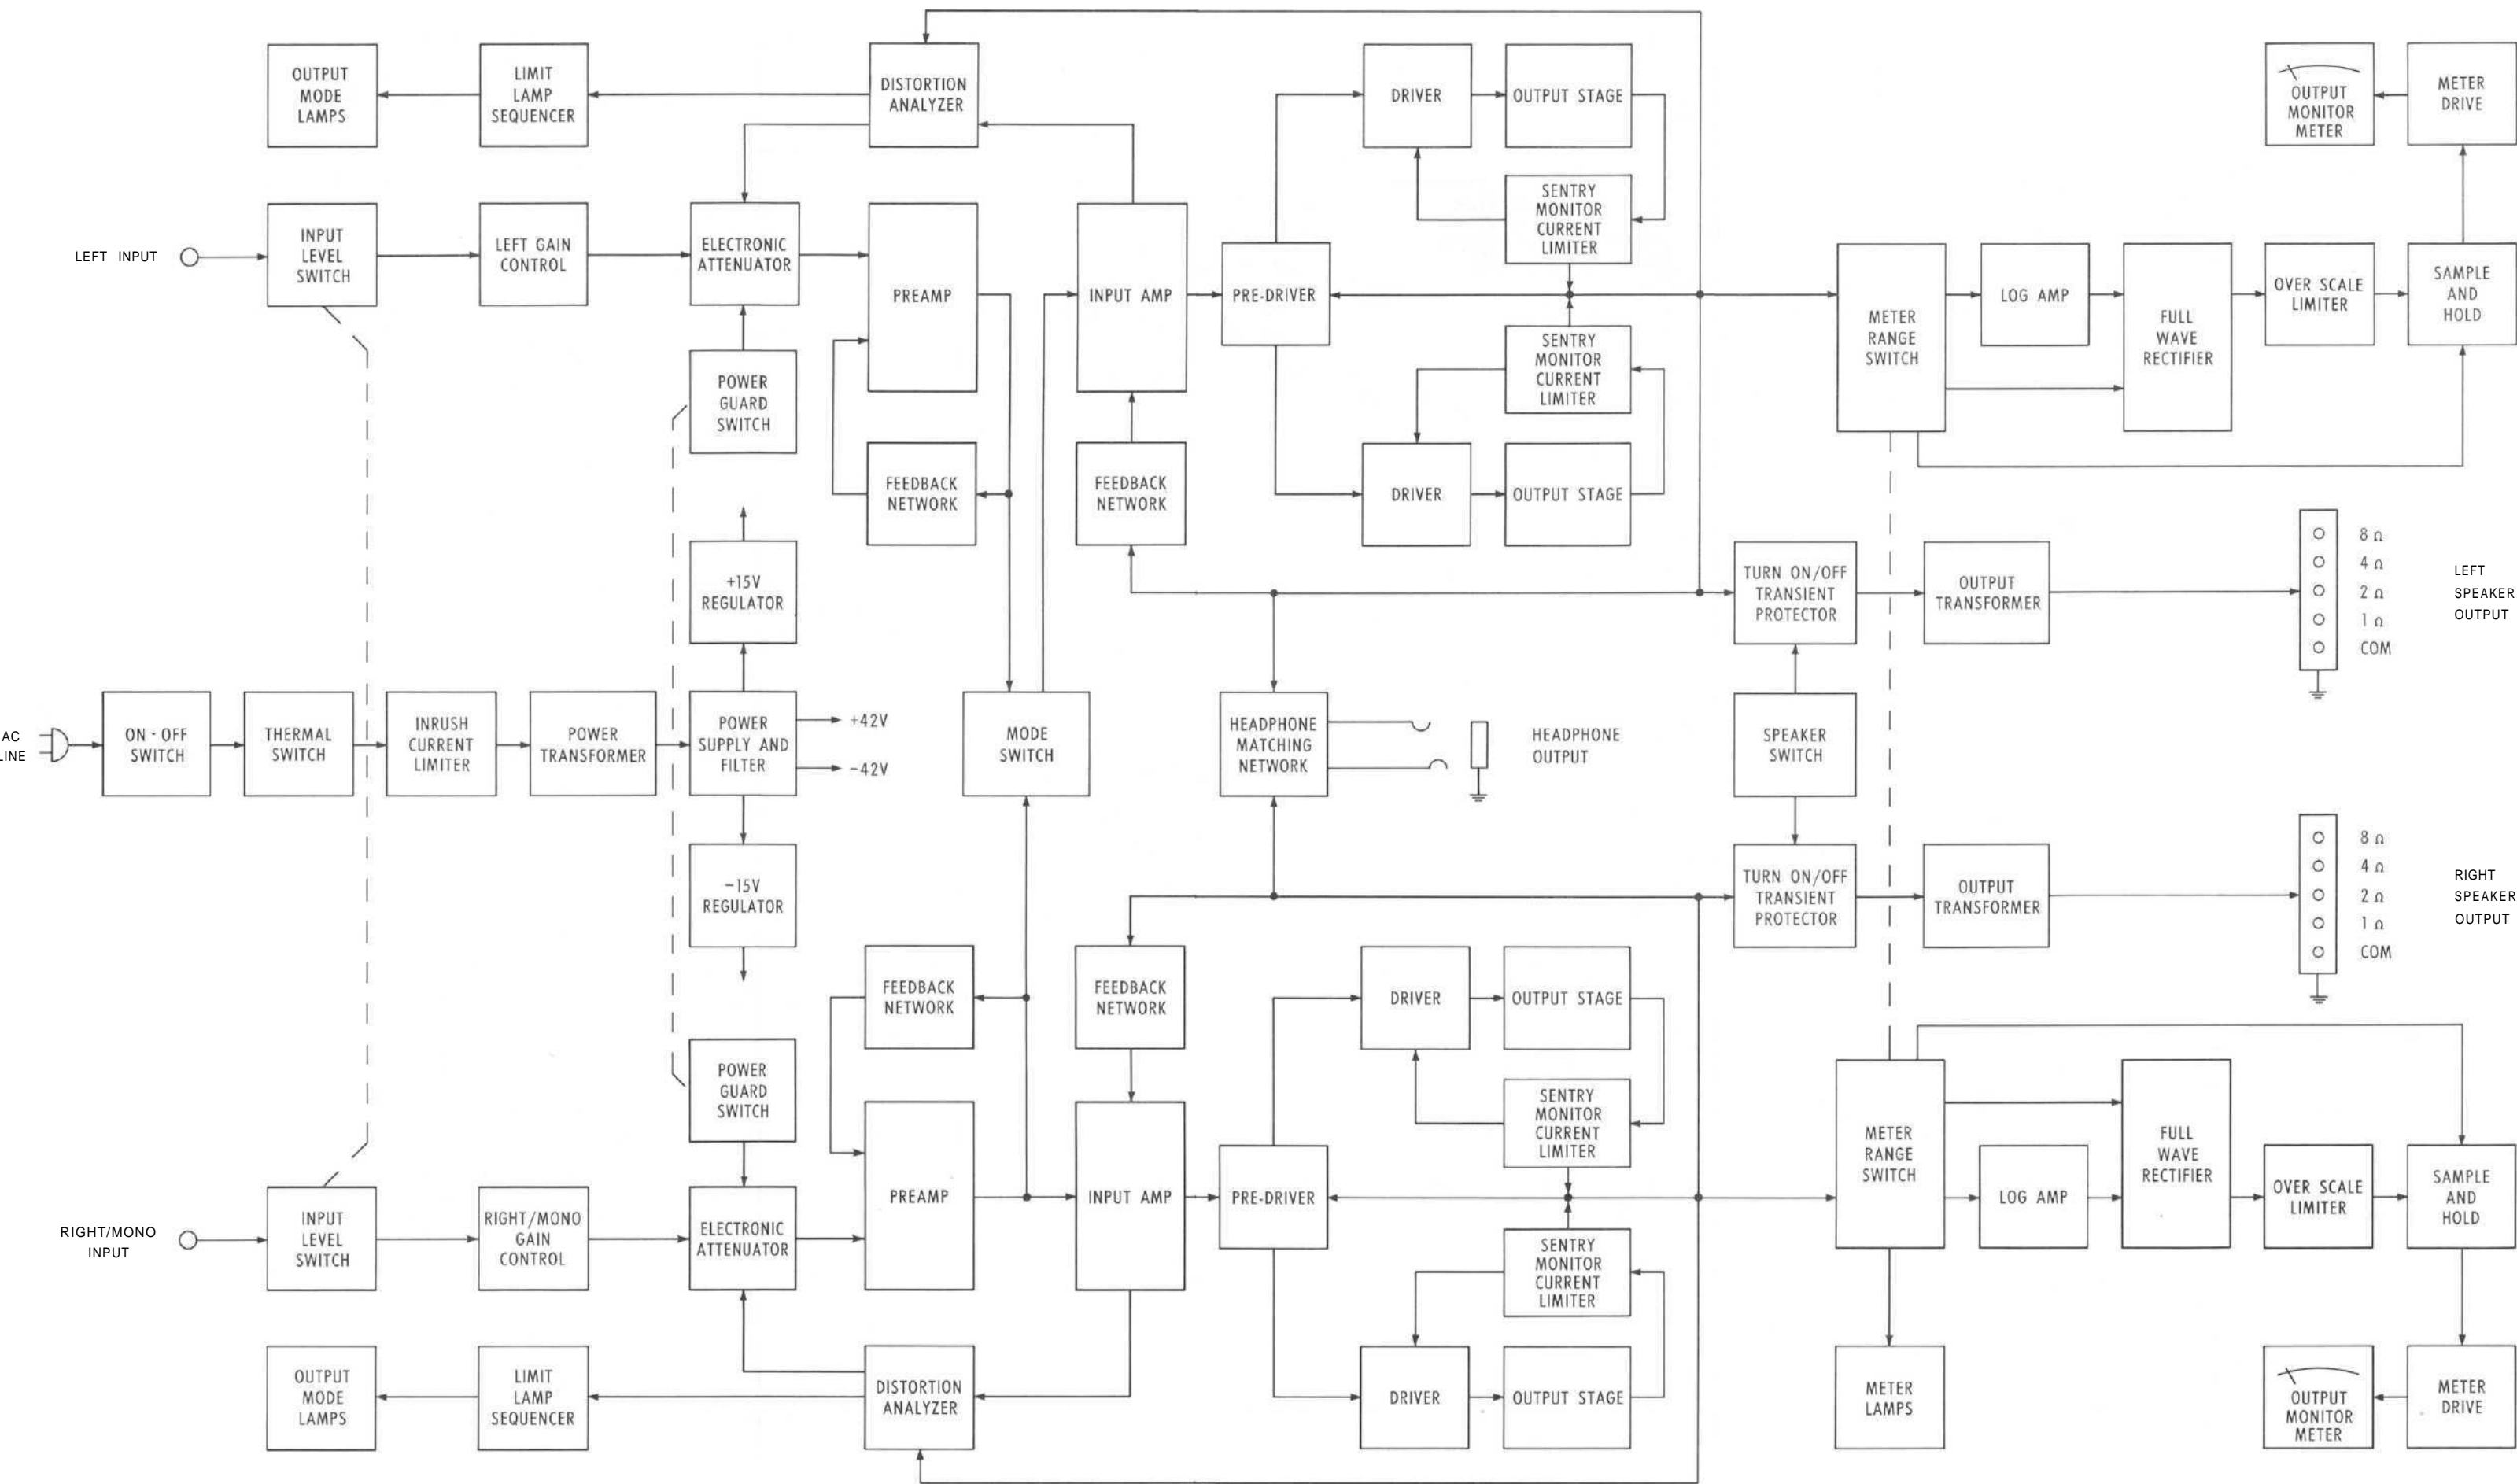 OUTPUT
MODE
LAMPS
LIMIT
LAMP
SEQUENCER
DISTORTION
ANALYZER
DRIVER
OUTPUT STAGE
OUTPUT
MONITOR
METER
METER
DRIVE
LEFT INPUT
INPUT
LEVEL
SWITCH
LEFT GAIN
CONTROL
ELECTRONIC
ATTENUATOR
PREAMP
INPUT AMP
PRE-DRIVER
SENTRY
MONITOR
CURRENT
LIMITER
METER
RANGE
SWITCH
LOG AMP
FULL
WAVE
RECTIFIER
OVER SCALE
LIMITER
SAMPLE
AND
HOLD
POWER
GUARD
SWITCH
SENTRY
MONITOR
CURRENT
LIMITER
FEEDBACK
NETWORK
FEEDBACK
NETWORK
DRIVER
OUTPUT STAGE
+15V
REGULATOR
TURN ON/OFF
TRANSIENT
PROTECTOR
OUTPUT
TRANSFORMER
8 Ω
4 Ω
2 Ω
1 Ω
COM
LEFT
SPEAKER
OUTPUT
AC
LINE
ON - OFF
SWITCH
THERMAL
SWITCH
INRUSH
CURRENT
LIMITER
POWER
TRANSFORMER
POWER
SUPPLY AND
FILTER
+42V
-42V
MODE
SWITCH
HEADPHONE
MATCHING
NETWORK
HEADPHONE
OUTPUT
SPEAKER
SWITCH
-15V
REGULATOR
TURN ON/OFF
TRANSIENT
PROTECTOR
OUTPUT
TRANSFORMER
8 Ω
4 Ω
2 Ω
1 Ω
COM
RIGHT
SPEAKER
OUTPUT
FEEDBACK
NETWORK
FEEDBACK
NETWORK
DRIVER
OUTPUT STAGE
POWER
GUARD
SWITCH
SENTRY
MONITOR
CURRENT
LIMITER
RIGHT/MONO
INPUT
INPUT
LEVEL
SWITCH
RIGHT/MONO
GAIN
CONTROL
ELECTRONIC
ATTENUATOR
PREAMP
INPUT AMP
PRE-DRIVER
SENTRY
MONITOR
CURRENT
LIMITER
METER
RANGE
SWITCH
LOG AMP
FULL
WAVE
RECTIFIER
OVER SCALE
LIMITER
SAMPLE
AND
HOLD
OUTPUT
MODE
LAMPS
LIMIT
LAMP
SEQUENCER
DISTORTION
ANALYZER
DRIVER
OUTPUT STAGE
METER
LAMPS
OUTPUT
MONITOR
METER
METER
DRIVE